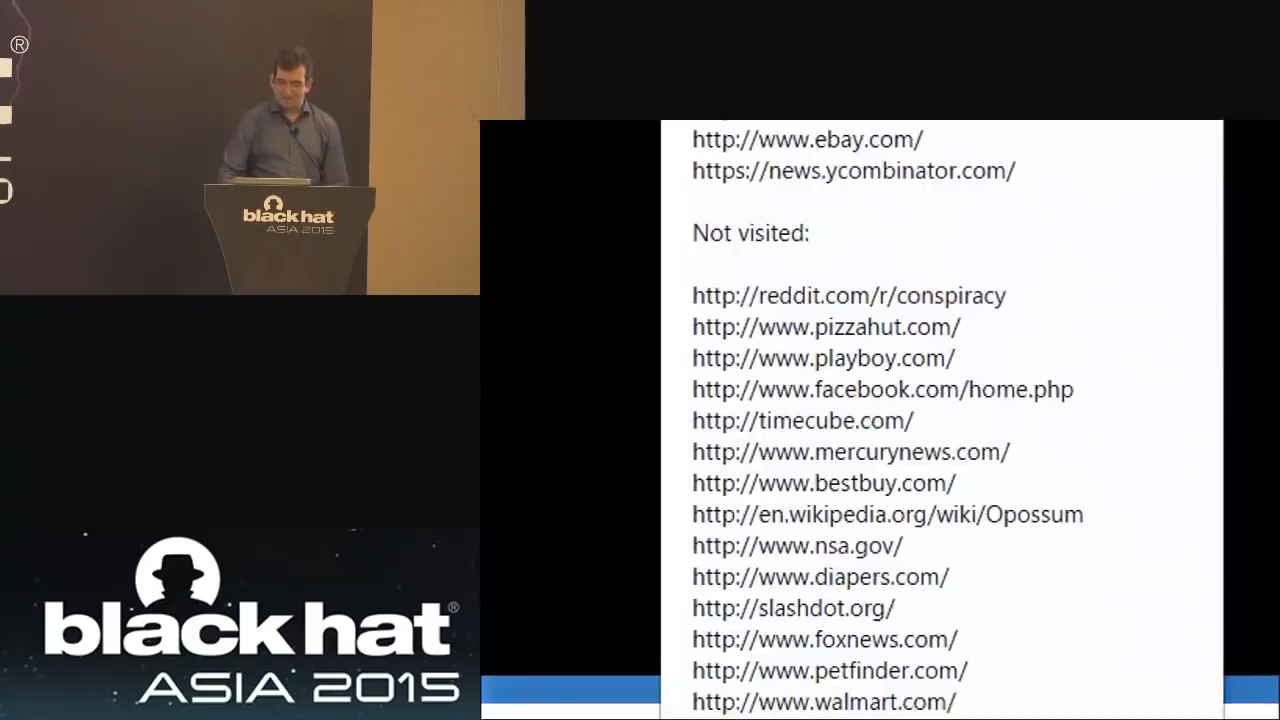 ®
black hat
ASIA 2015
http://www.ebay.com/
https://news.ycombinator.com/
Not visited:
http://reddit.com/r/conspiracy
http://www.pizzahut.com/
http://www.playboy.com/
http://www.facebook.com/home.php
http://timecube.com/
http://www.mercurynews.com/
http://www.bestbuy.com/
http://en.wikipedia.org/wiki/Opossum
http://www.nsa.gov/
http://www.diapers.com/
http://slashdot.org/
http://www.foxnews.com/
http://www.petfinder.com/
http://www.walmart.com/
black hat®
ASIA 2015